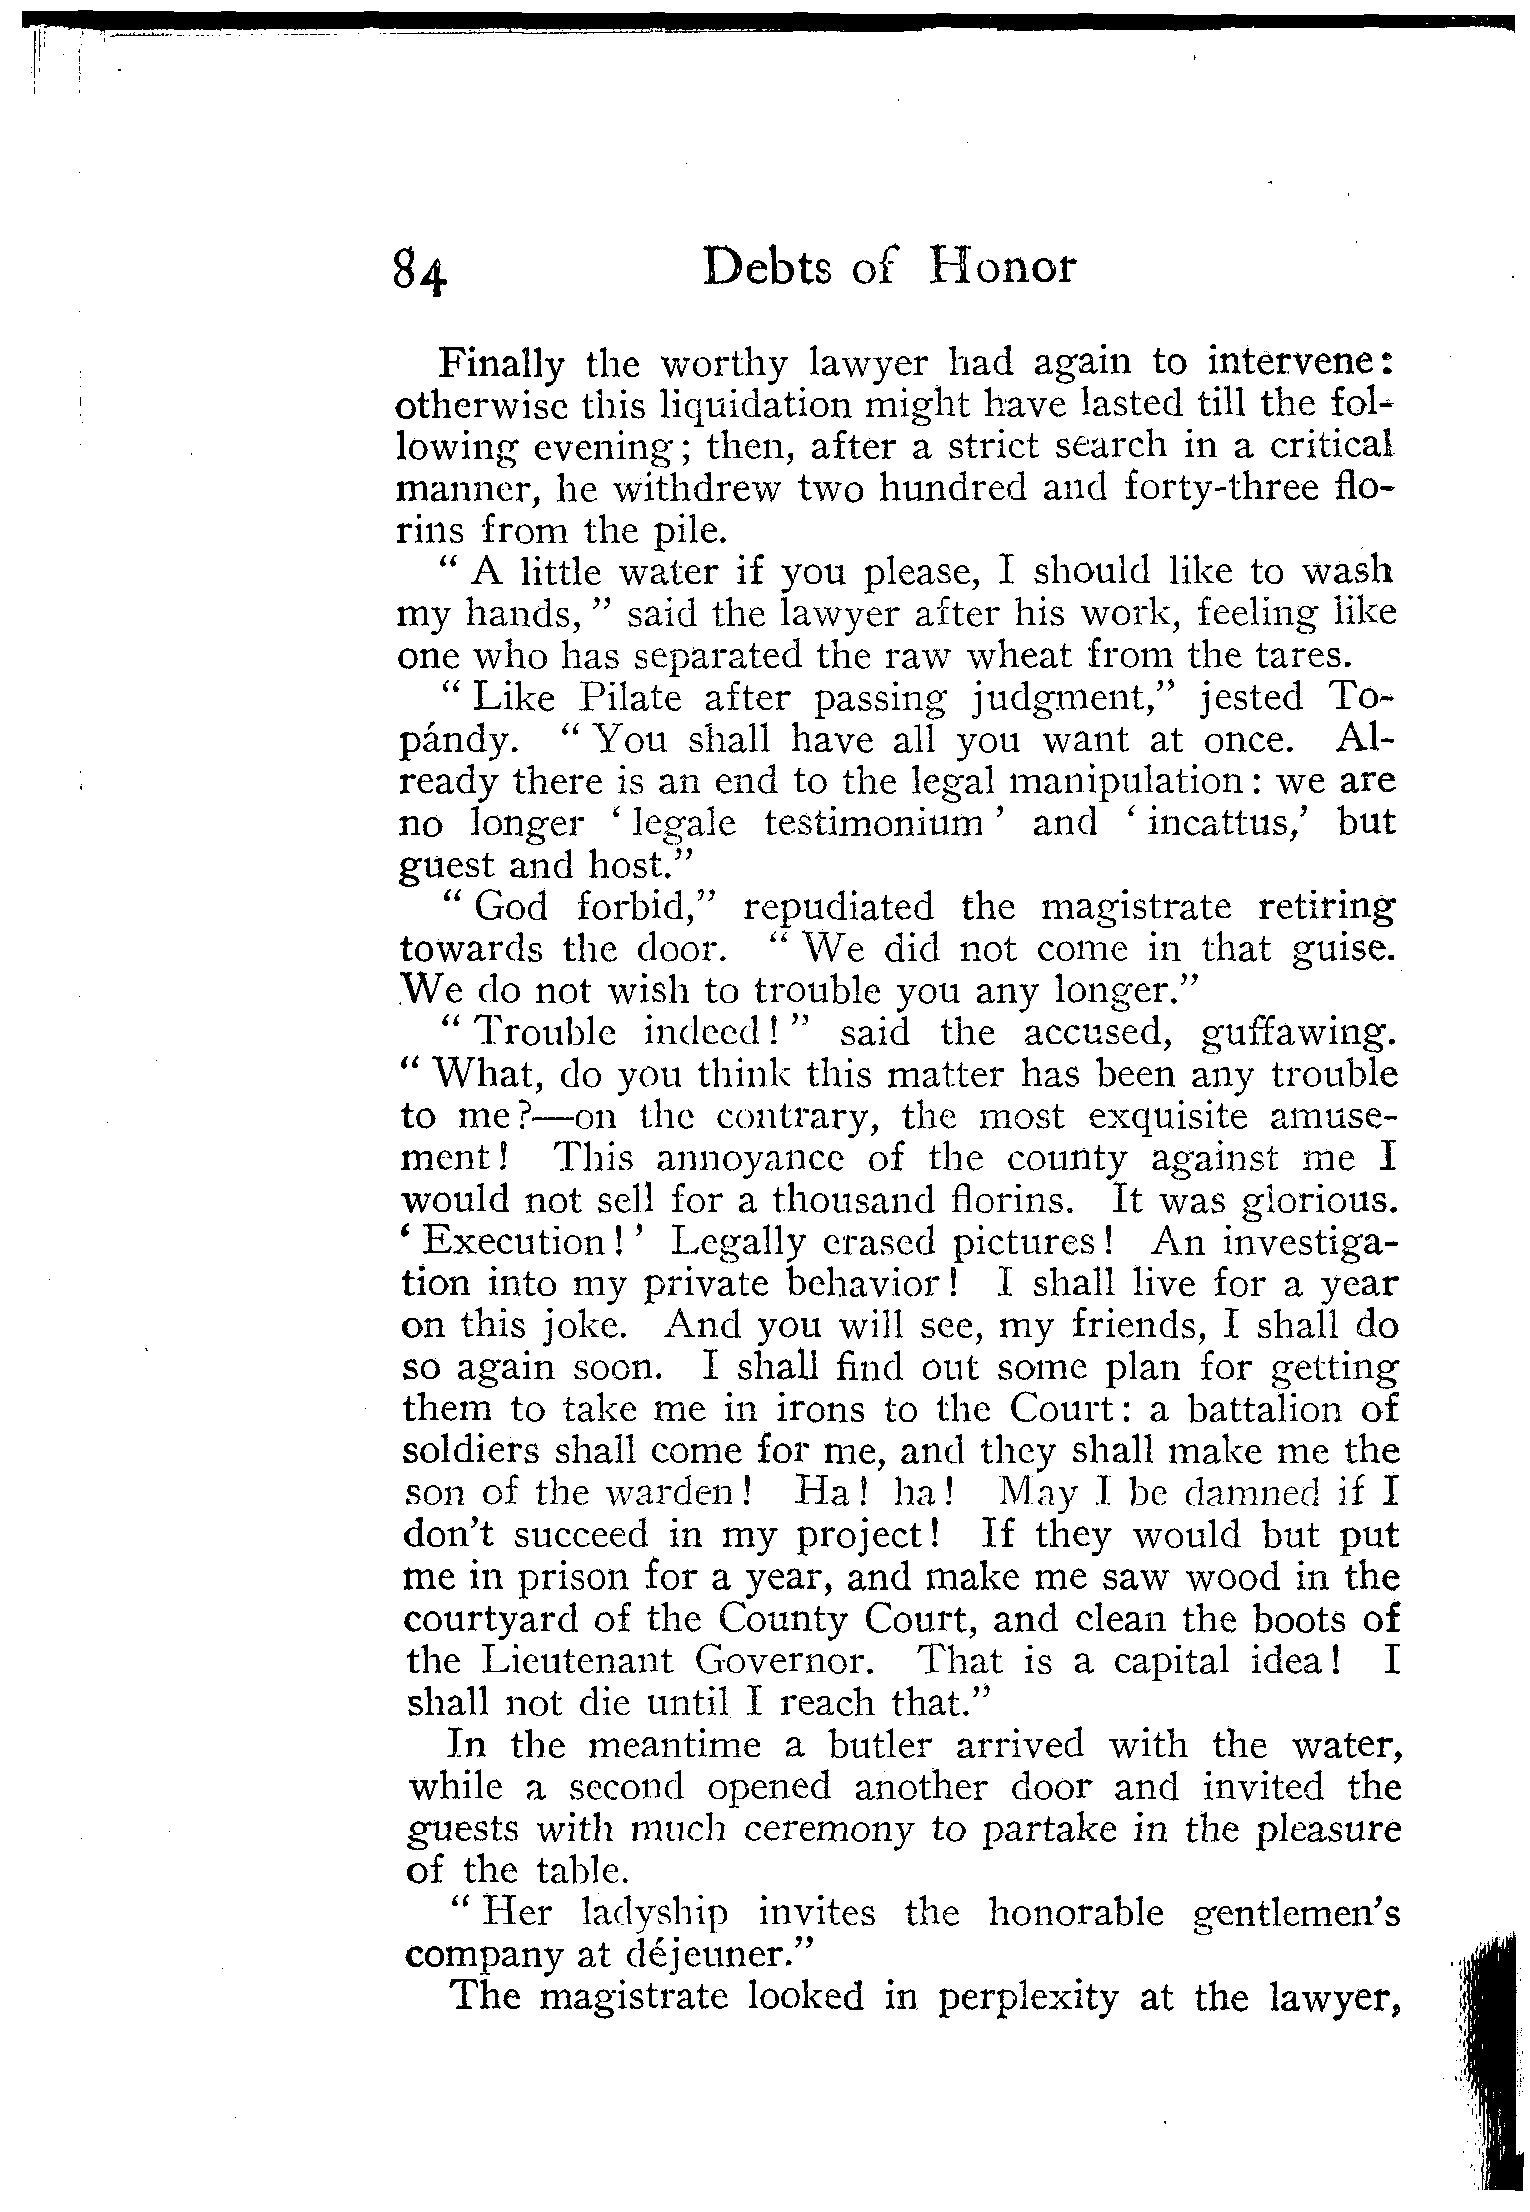 84 Debts of Honor
Finally the worthy lawyer had again to intervene:
otherwise this liquidation might have lasted till the fol-
lowing evening; then, after a strict search in a critical
manner, he withdrew two hundred and forty-three flo-
rins from the pile.
" A little water if you please, I should like to wash
my hands, " said the lawyer after his work, feeling like
one who has separated the raw wheat from the tares.
" Like Pilate after passing judgment," jested To-
pándy. " You shall have all you want at once. Al-
ready there is an end to the legal manipulation: we are
no longer ' legale testimonium ' and ' incattus,' but
guest and host."
" God forbid," repudiated the magistrate retiring
towards the door. " We did not come in that guise.
We do not wish to trouble you any longer."
" Trouble indeed! " said the accused, guffawing.
" What, do you think this matter has been any trouble
to me?—on the contrary, the most exquisite amuse-
ment! This annoyance of the county against me I
would not sell for a thousand florins. It was glorious.
' Execution! ' Legally erased pictures! An investiga-
tion into my private behavior! I shall live for a year
on this joke. And you will see, my friends, I shall do
so again soon. I shall find out some plan for getting
them to take me in irons to the Court: a battalion of
soldiers shall come for me, and they shall make me the
son of the warden! Ha! ha! May I be damned if I
don't succeed in my project! If they would but put
me in prison for a year, and make me saw wood in the
courtyard of the County Court, and clean the boots of
the Lieutenant Governor. That is a capital idea! I
shall not die until I reach that."
In the meantime a butler arrived with the water,
while a second opened another door and invited the
guests with much ceremony to partake in the pleasure
of the table.
" Her ladyship invites the honorable gentlemen's
company at déjeuner."
The magistrate looked in perplexity at the lawyer,